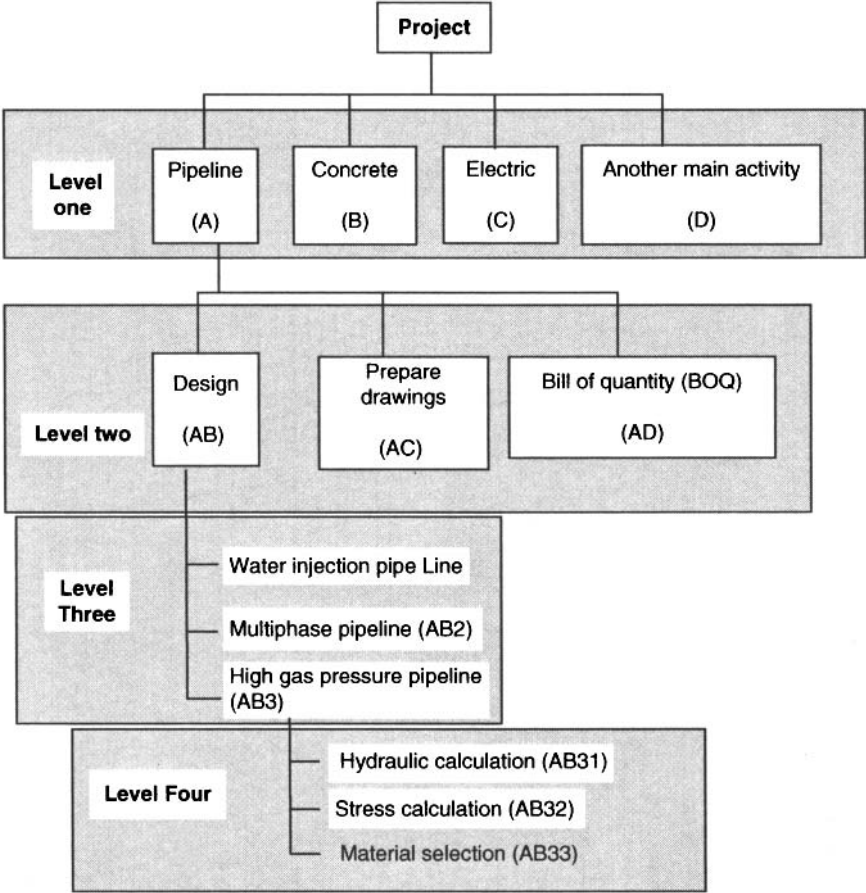 Project
Level
one
Pipeline
(A)
Concrete
(B)
Electric
(C)
Another main activity
(D)
Level two
Design
(AB)
Prepare
drawings
(AC)
Bill of quantity (BOQ)
(AD)
Level
Three
Water injection pipe Line
Multiphase pipeline (AB2)
High gas pressure pipeline
(AB3)
Level Four
Hydraulic calculation (AB31)
Stress calculation (AB32)
Material selection (AB33)